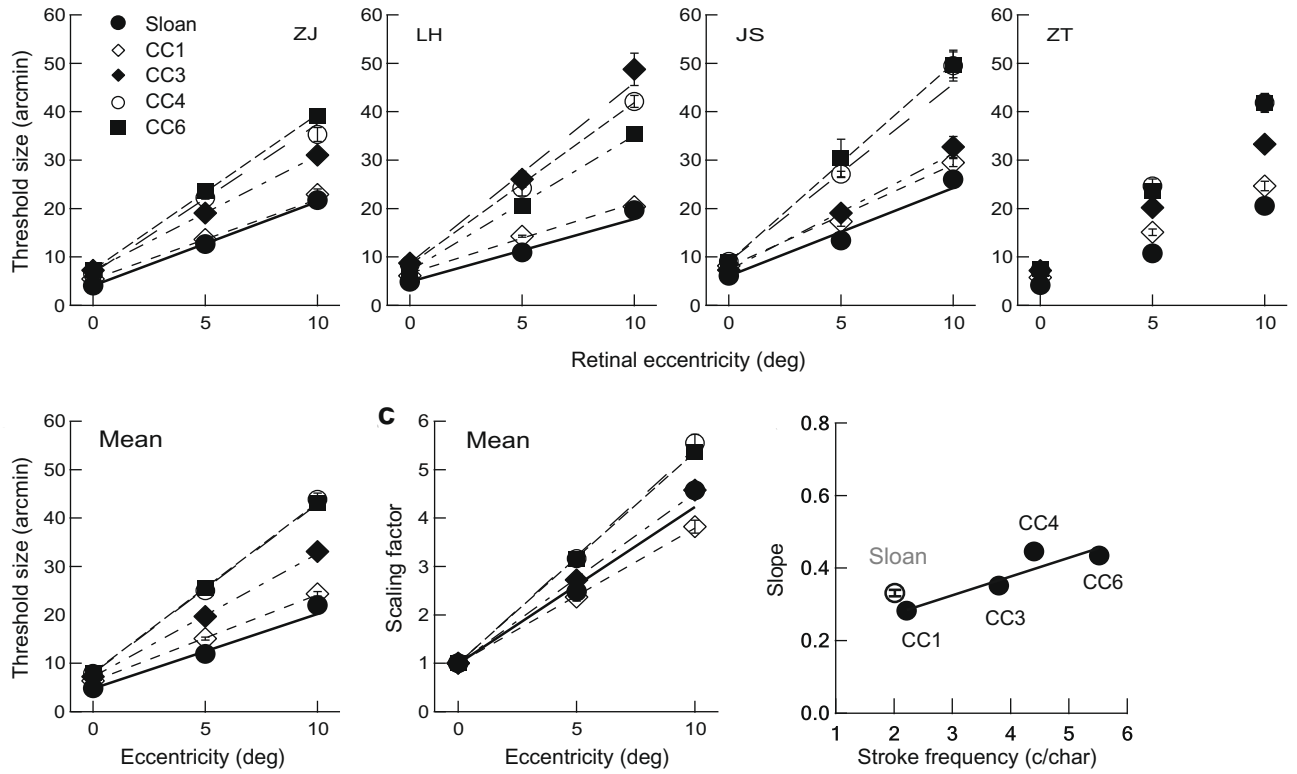 ZJ
Sloan
CC1
CC3
CC4
CC6
Threshold size (arcmin)
60
50
40
30
20
10
0
0 5 10
LH
60
50
40
30
20
10
0
0 5 10
JS
60
50
40
30
20
10
0
0 5 10
ZT
60
50
40
30
20
10
0
0 5 10
Retinal eccentricity (deg)
Mean
Threshold size (arcmin)
60
50
40
30
20
10
0
0 5 10
Eccentricity (deg)
c
Mean
Scaling factor
6
5
4
3
2
1
0
0 5 10
Eccentricity (deg)
Slope
0.8
0.6
0.4
0.2
0.0
Sloan
CC1
CC3
CC4
CC6
1 2 3 4 5 6
Stroke frequency (c/char)